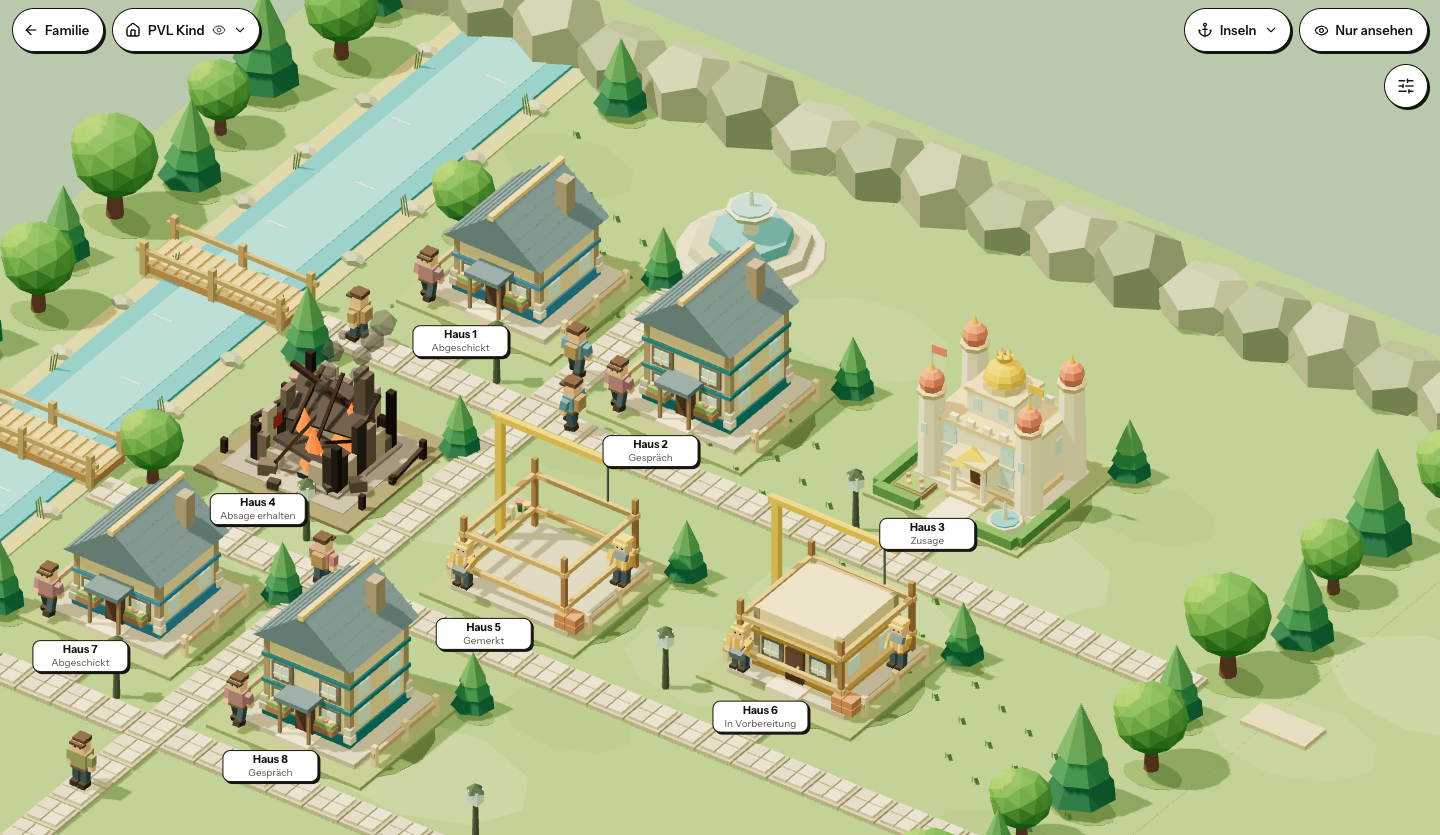 Familie
PVL Kind
Inseln
Nur ansehen
Haus 1
Abgeschickt
Haus 2
Gespräch
Haus 3
Zusage
Haus 4
Absage erhalten
Haus 5
Gemerkt
Haus 6
In Vorbereitung
Haus 7
Abgeschickt
Haus 8
Gespräch